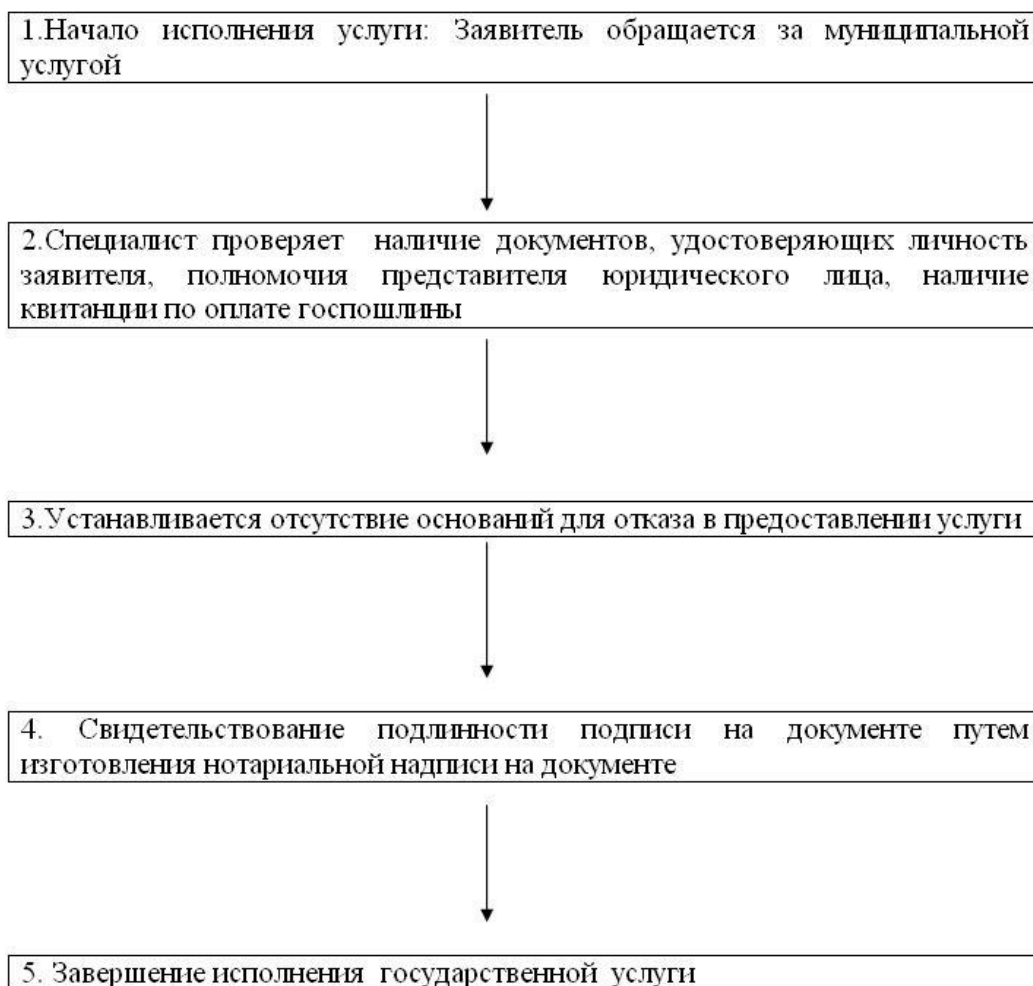 1.Начало исполнения услуги: Заявитель обращается за муниципальной
услугой
2.Специалист проверяет наличие документов, удостоверяющих личность
заявителя, полномочия представителя юридического лица, наличие
квитанции по оплате госпошлины
3.Устанавливается отсутствие оснований для отказа в предоставлении услуги
4. Свидетельствование подлинности подписи на документе путем
изготовления нотариальной надписи на документе
5. Завершение исполнения государственной услуги